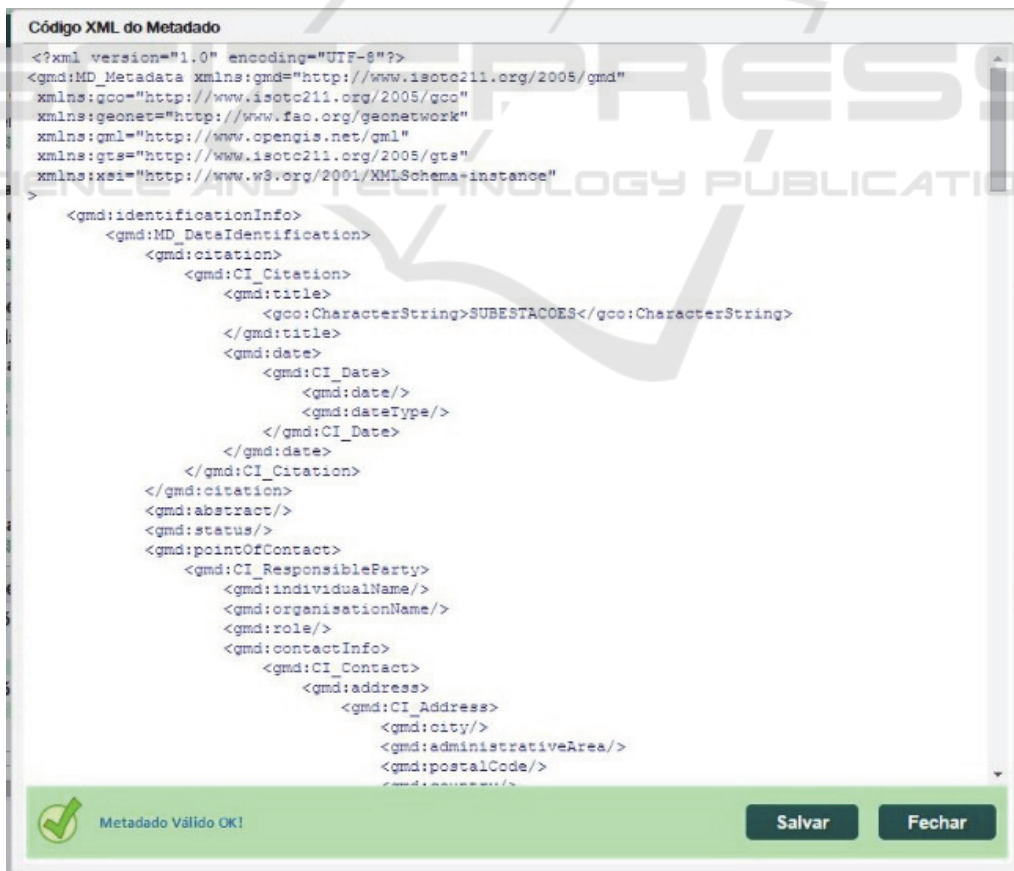 Código XML do Metadado
<?xml version="1.0" encoding="UTF-8"?>
<gmd:MD_Metadata xmlns:gmd="http://www.isotc211.org/2005/gmd"
xmlns:gco="http://www.isotc211.org/2005/gco"
xmlns:geonet="http://www.fao.org/geonetwork"
xmlns:gml="http://www.opengis.net/gml"
xmlns:gts="http://www.isotc211.org/2005/gts"
xmlns:xsi="http://www.w3.org/2001/XMLSchema-instance"
>
<gmd:identificationInfo>
<gmd:MD_DataIdentification>
<gmd:citation>
<gmd:CI_Citation>
<gmd:title>
<gco:CharacterString>SUBESTACOES</gco:CharacterString>
</gmd:title>
<gmd:date>
<gmd:CI_Date>
<gmd:date/>
<gmd:dateType/>
</gmd:CI_Date>
</gmd:date>
</gmd:CI_Citation>
</gmd:citation>
<gmd:abstract/>
<gmd:status/>
<gmd:pointOfContact>
<gmd:CI_ResponsibleParty>
<gmd:individualName/>
<gmd:organisationName/>
<gmd:role/>
<gmd:contactInfo>
<gmd:CI_Contact>
<gmd:address>
<gmd:CI_Address>
<gmd:city/>
<gmd:administrativeArea/>
<gmd:postalCode/>
<gmd:country/>
Metadado Válido OK!
Salvar
Fechar